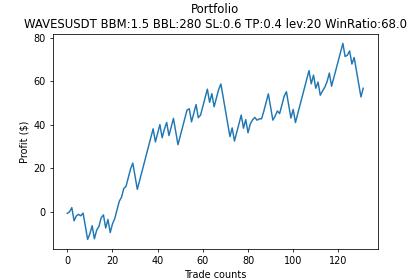 Portfolio
WAVESUSDT BBM:1.5 BBL:280 SL:0.6 TP:0.4 lev:20 WinRatio:68.0
80
60
40
20
0
Profit ($)
0 20 40 60 80 100 120
Trade counts